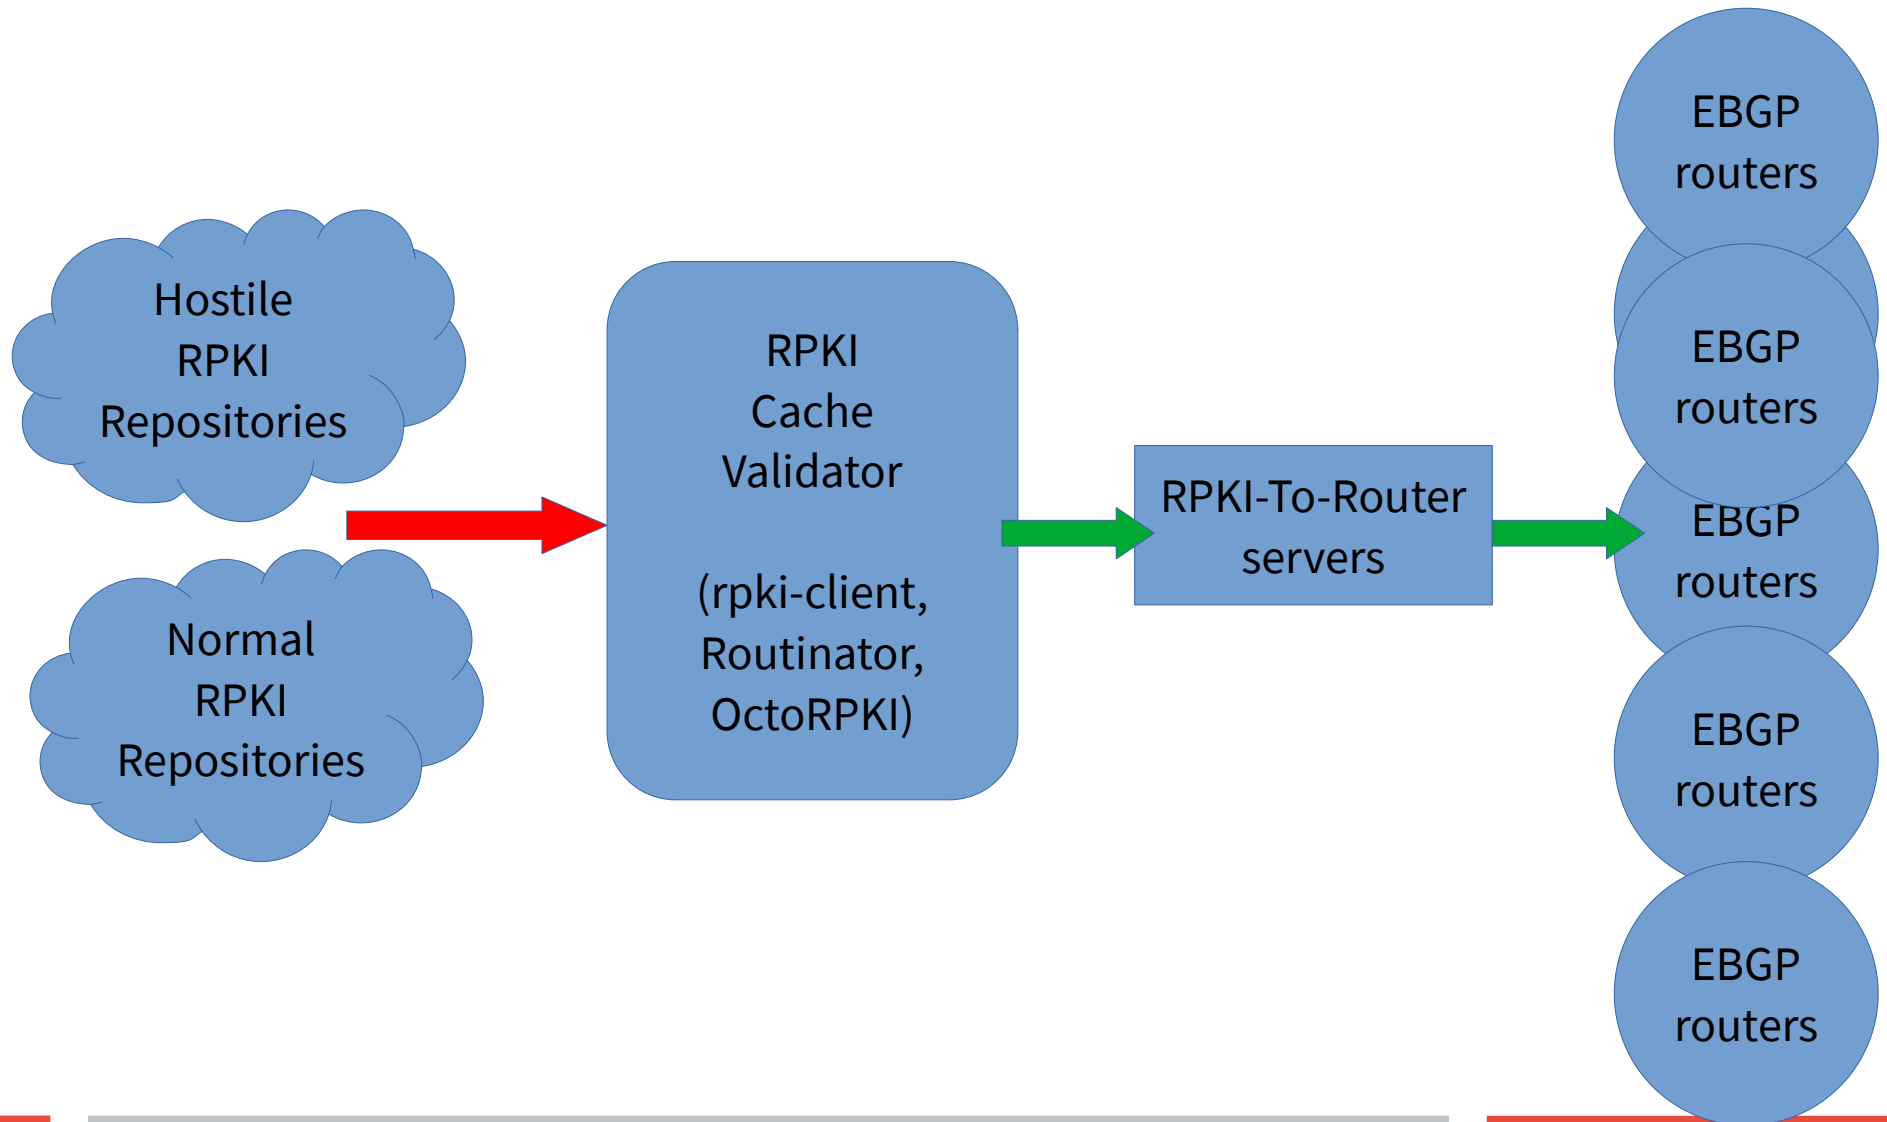 Hostile
RPKI
Repositories
Normal
RPKI
Repositories
RPKI
Cache
Validator
(rpki-client,
Routinator,
OctoRPKI)
RPKI-To-Router
servers
EBGP
routers
EBGP
routers
EBGP
routers
EBGP
routers
EBGP
routers